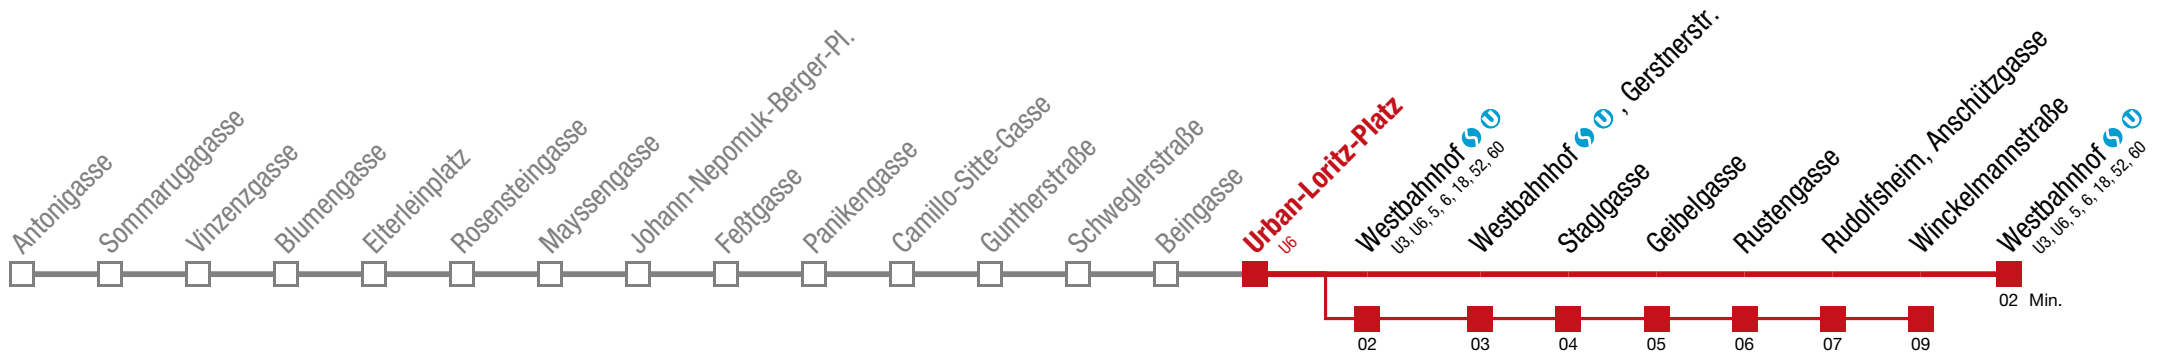 Antonigasse
Sommarugagasse
Vinzenzgasse
Blumengasse
Elterleinplatz
Rosensteingasse
Mayssengasse
Johann-Nepomuk-Berger-Pl.
Feßtgasse
Panikengasse
Camillo-Sitte-Gasse
Guntherstraße
Schweglerstraße
Beingasse
Urban-Loritz-Platz
U6
Westbahnhof S U
U3, U6, 5, 6, 18, 52, 60
Westbahnhof S U , Gerstnerstr.
Staglgasse
Geibelgasse
Rustengasse
Rudolfsheim, Anschützgasse
Winckelmannstraße
Westbahnhof S U
U3, U6, 5, 6, 18, 52, 60
02 Min.
02 03 04 05 06 07 09